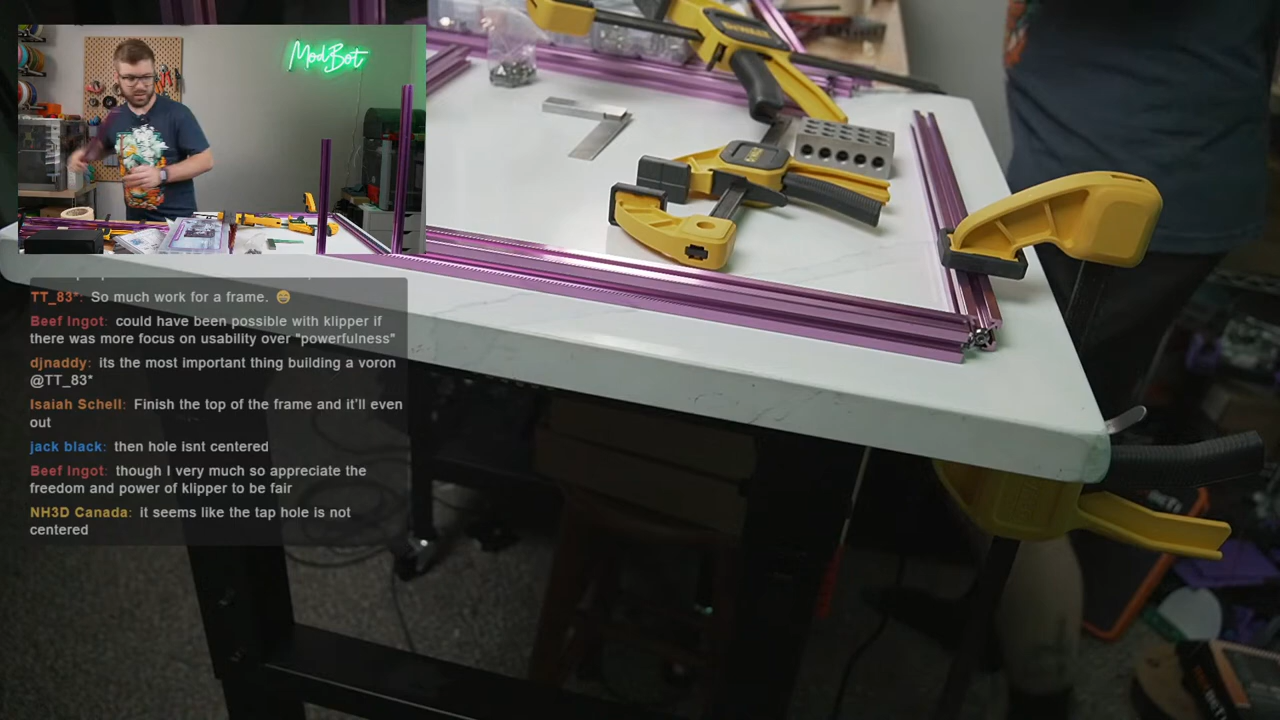 ModBot
TT_83*: So much work for a frame. 😄
Beef Ingot: could have been possible with klipper if
there was more focus on usability over "powerfulness"
djnaddy: its the most important thing building a voron
@TT_83*
Isaiah Schell: Finish the top of the frame and it'll even
out
jack black: then hole isnt centered
Beef Ingot: though I very much so appreciate the
freedom and power of klipper to be fair
NH3D Canada: it seems like the tap hole is not
centered